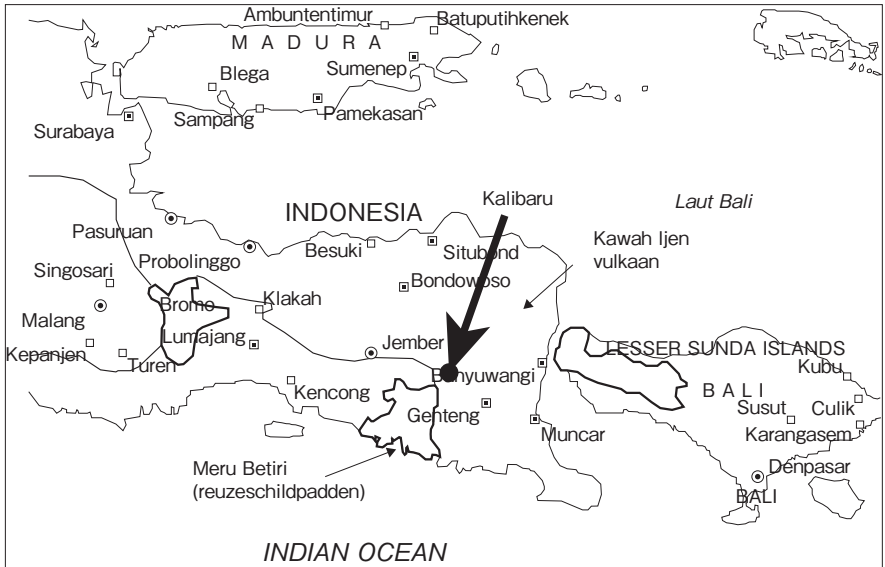 Ambuntentimur
Batuputihkenek
M A D U R A
Sumenep
Blega
Surabaya
Sampang
Pamekasan
Kalibaru
Laut Bali
INDONESIA
Pasuruan
Besuki
Situbond
Kawah Ijen
vulkaan
Probolinggo
Singosari
Bondowoso
Bromo
Klakah
Malang
Lumajang
Jember
LESSER SUNDA ISLANDS
Kepanjen
Turen
Banyuwangi
Kubu
Kencong
B A L I
Genteng
Susut
Culik
Muncar
Karangasem
Meru Betiri
(reuzeschildpadden)
Denpasar
BALI
INDIAN OCEAN